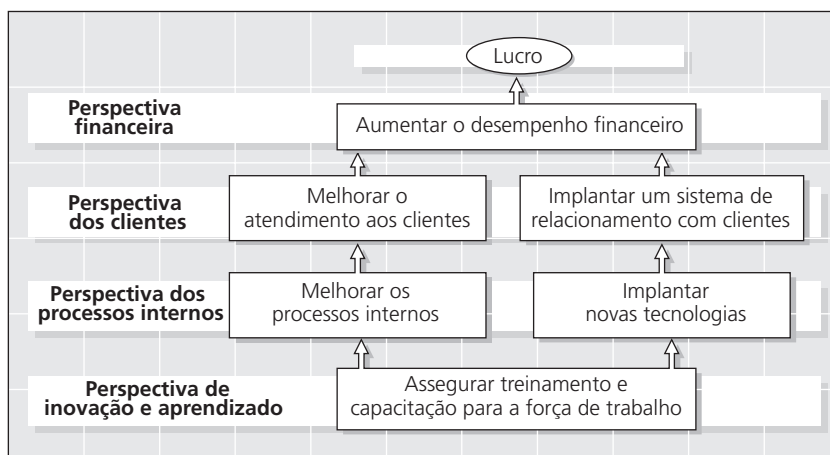 Lucro
Perspectiva
financeira
Aumentar o desempenho financeiro
Perspectiva
dos clientes
Melhorar o
atendimento aos clientes
Implantar um sistema de
relacionamento com clientes
Perspectiva dos
processos internos
Melhorar os
processos internos
Implantar
novas tecnologias
Perspectiva de
inovação e aprendizado
Assegurar treinamento e
capacitação para a força de trabalho